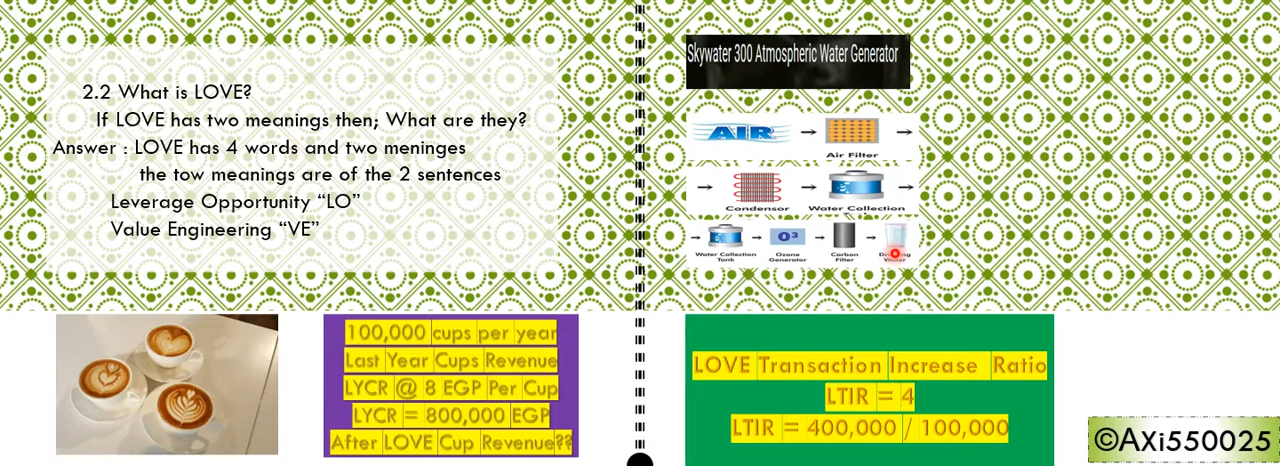 2.2 What is LOVE?
If LOVE has two meanings then; What are they?
Answer : LOVE has 4 words and two meninges
the tow meanings are of the 2 sentences
Leverage Opportunity “LO”
Value Engineering “VE”
Skywater 300 Atmospheric Water Generator
AIR
Air Filter
Condensor
Water Collection
Water Collection Tank
O³
Ozone Generator
Carbon Filter
100,000 cups per year
Last Year Cups Revenue
LYCR @ 8 EGP Per Cup
LYCR = 800,000 EGP
After LOVE Cup Revenue??
LOVE Transaction Increase Ratio
LTIR = 4
LTIR = 400,000 / 100,000
©Axi550025